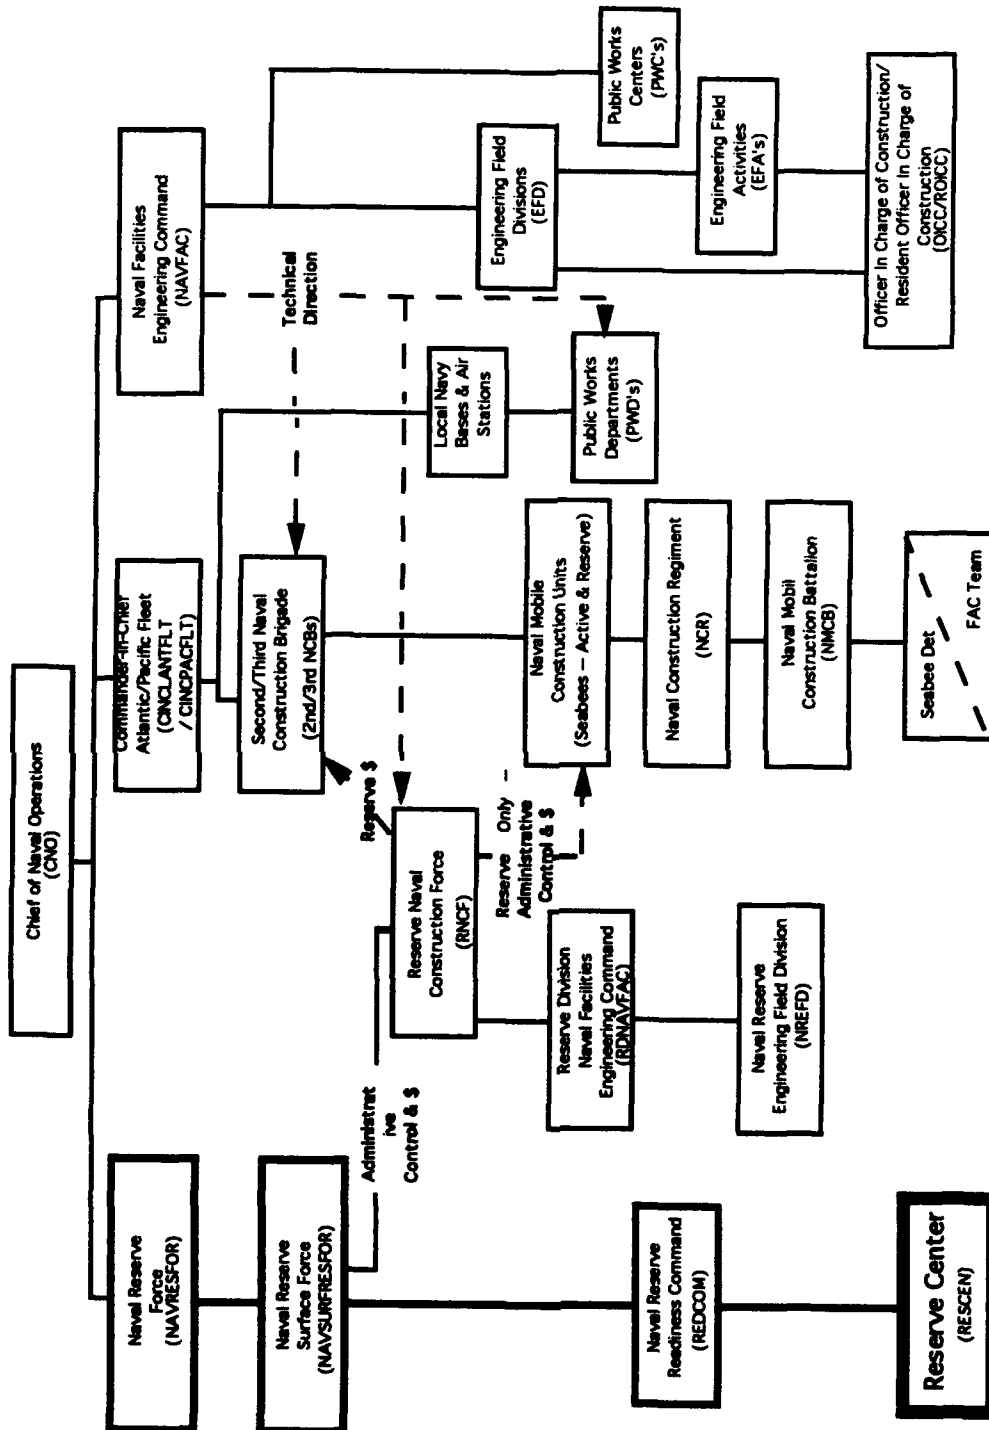 Chief of Naval Operations
(CNO)
Naval Reserve
Force
(NAVRESFOR)
Commander-In-Chief
Atlantic/Pacific Fleet
(CINCLANTFLT
/ CINCPACFLT)
Naval Facilities
Engineering Command
(NAVFAC)
Naval Reserve
Surface Force
(NAVSURFRESFOR)
Second/Third Naval
Construction Brigade
(2nd/3rd NCBs)
Technical
Direction
Administrat
ive
Control & $
Reserve $
Reserve Naval
Construction Force
(RNCF)
Local Navy
Bases & Air
Stations
Engineering Field
Divisions
(EFD)
Public Works
Centers
(PWC's)
Reserve Only -
Administrative
Control & $
Reserve Division
Naval Facilities
Engineering Command
(RDNAVFAC)
Naval Mobile
Construction Units
(Seabees - Active & Reserve)
Public Works
Departments
(PWD's)
Naval Reserve
Readiness Command
(REDCOM)
Naval Construction Regiment
(NCR)
Engineering Field
Activities
(EFA's)
Naval Reserve
Engineering Field Division
(NREFD)
Naval Mobil
Construction Battalion
(NMCB)
Officer In Charge of Construction/
Resident Officer In Charge of
Construction
(OICC/ROICC)
Reserve Center
(RESCEN)
Seabee Det
FAC Team